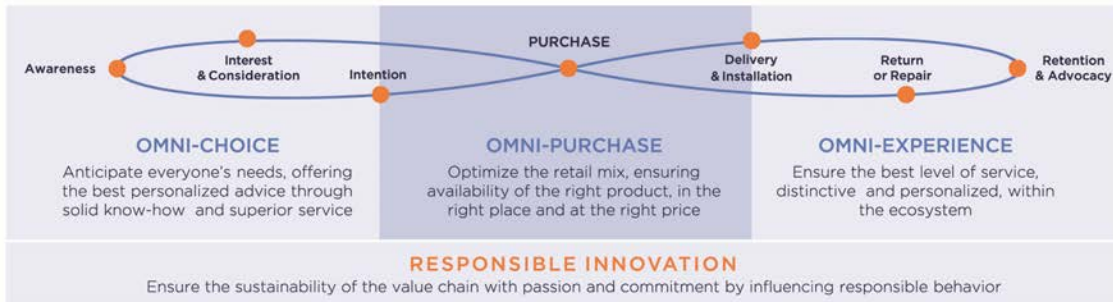 PURCHASE
Awareness
Interest
& Consideration
Intention
Delivery
& Installation
Return
or Repair
Retention
& Advocacy
OMNI-CHOICE
Anticipate everyone's needs, offering
the best personalized advice through
solid know-how and superior service
OMNI-PURCHASE
Optimize the retail mix, ensuring
availability of the right product, in the
right place and at the right price
OMNI-EXPERIENCE
Ensure the best level of service,
distinctive and personalized, within
the ecosystem
RESPONSIBLE INNOVATION
Ensure the sustainability of the value chain with passion and commitment by influencing responsible behavior